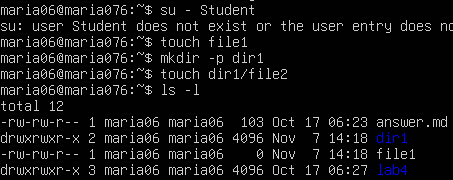 maria06@maria076:~$ su - Student
su: user Student does not exist or the user entry does no
maria06@maria076:~$ touch file1
maria06@maria076:~$ mkdir -p dir1
maria06@maria076:~$ touch dir1/file2
maria06@maria076:~$ ls -l
total 12
-rw-rw-r-- 1 maria06 maria06  103 Oct 17 06:23 answer.md
drwxrwxr-x 2 maria06 maria06 4096 Nov  7 14:18 dir1
-rw-rw-r-- 1 maria06 maria06    0 Nov  7 14:18 file1
drwxrwxr-x 3 maria06 maria06 4096 Oct 17 06:27 lab4